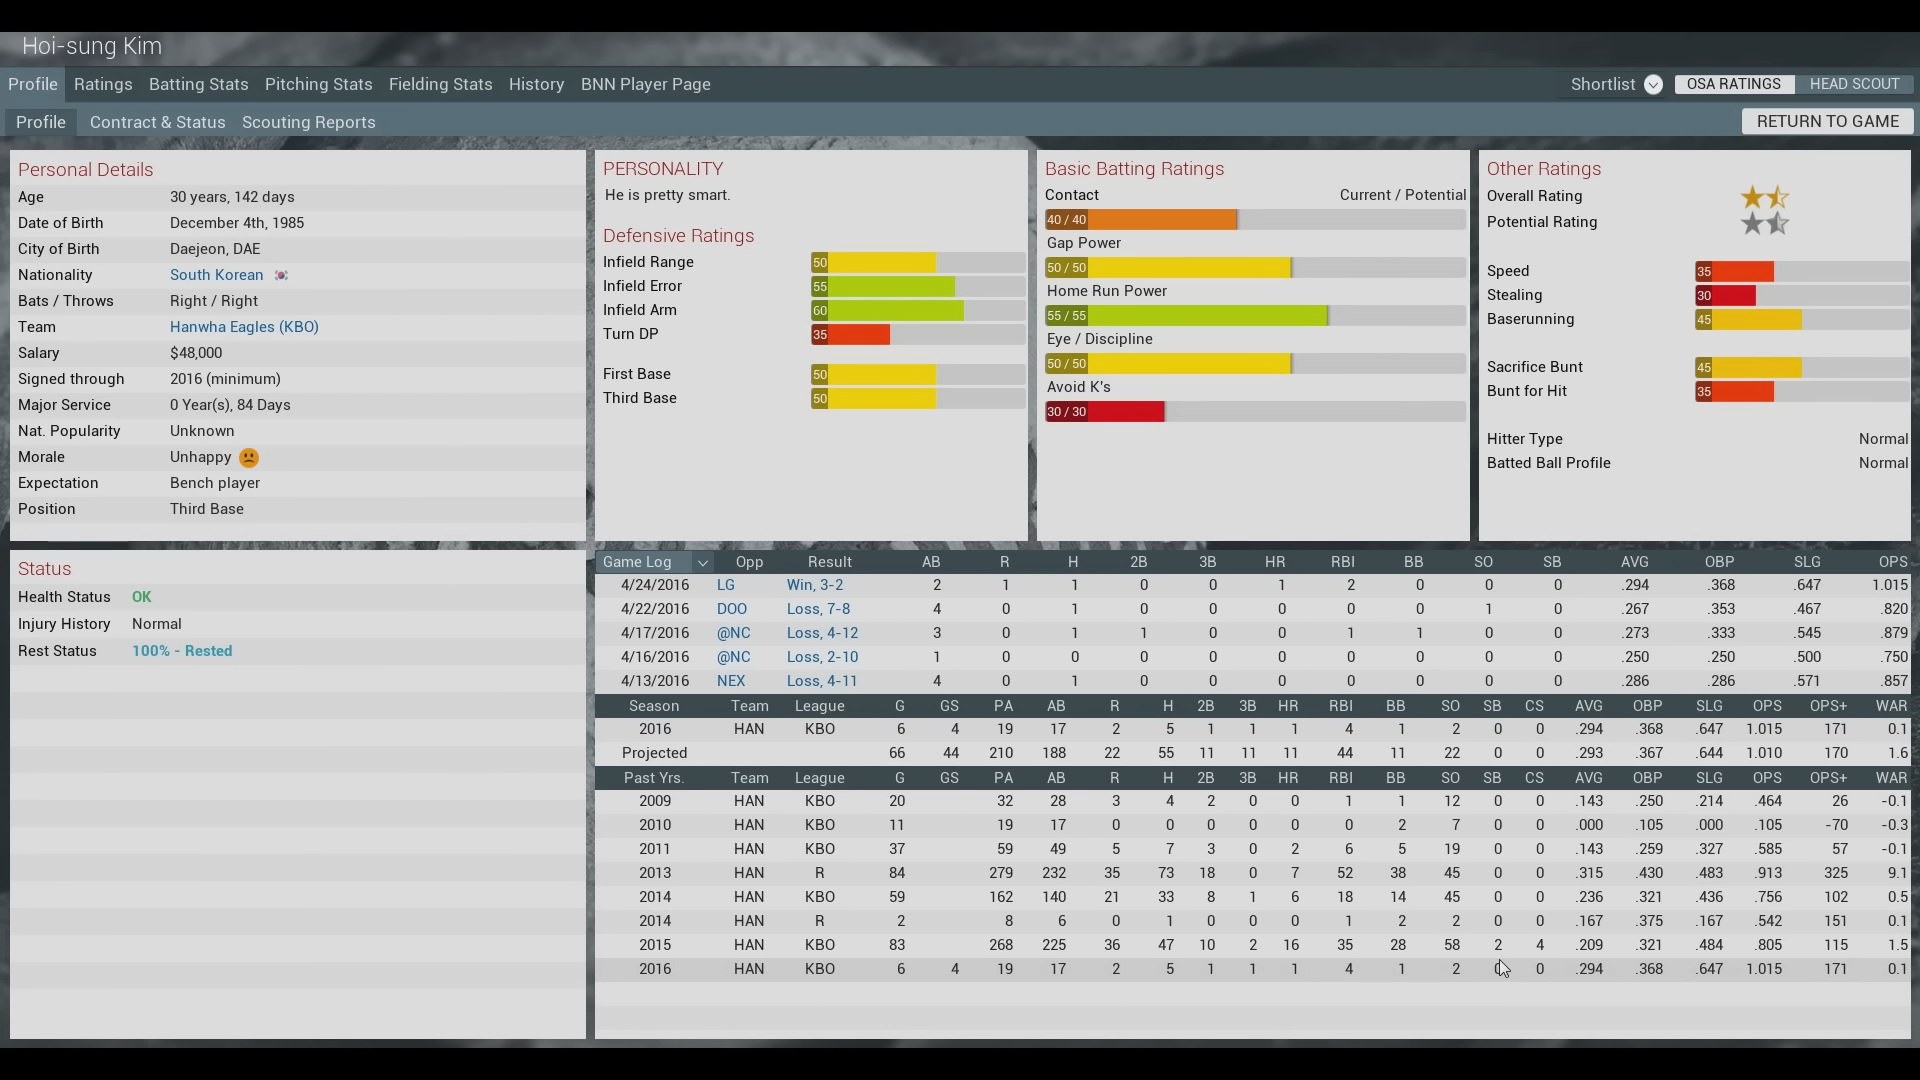 Hoi-sung Kim
Profile Ratings Batting Stats Pitching Stats Fielding Stats History BNN Player Page Shortlist OSA RATINGS HEAD SCOUT
Profile Contract & Status Scouting Reports RETURN TO GAME
Personal Details
Age 30 years, 142 days
Date of Birth December 4th, 1985
City of Birth Daejeon, DAE
Nationality South Korean
Bats / Throws Right / Right
Team Hanwha Eagles (KBO)
Salary $48,000
Signed through 2016 (minimum)
Major Service 0 Year(s), 84 Days
Nat. Popularity Unknown
Morale Unhappy
Expectation Bench player
Position Third Base
PERSONALITY
He is pretty smart.
Defensive Ratings
Infield Range 50
Infield Error 55
Infield Arm 60
Turn DP 35
First Base 50
Third Base 50
Basic Batting Ratings
Contact Current / Potential
40 / 40
Gap Power
50 / 50
Home Run Power
55 / 55
Eye / Discipline
50 / 50
Avoid K's
30 / 30
Other Ratings
Overall Rating
Potential Rating
Speed 35
Stealing 30
Baserunning 45
Sacrifice Bunt 45
Bunt for Hit 35
Hitter Type Normal
Batted Ball Profile Normal
Status
Health Status OK
Injury History Normal
Rest Status 100% - Rested
Game Log Opp Result AB R H 2B 3B HR RBI BB SO SB AVG OBP SLG OPS
4/24/2016 LG Win, 3-2 2 1 1 0 0 1 2 0 0 0 .294 .368 .647 1.015
4/22/2016 DOO Loss, 7-8 4 0 1 0 0 0 0 0 1 0 .267 .353 .467 .820
4/17/2016 @NC Loss, 4-12 3 0 1 1 0 0 1 1 0 0 .273 .333 .545 .879
4/16/2016 @NC Loss, 2-10 1 0 0 0 0 0 0 0 0 0 .250 .250 .500 .750
4/13/2016 NEX Loss, 4-11 4 0 1 0 0 0 0 0 0 0 .286 .286 .571 .857
Season Team League G GS PA AB R H 2B 3B HR RBI BB SO SB CS AVG OBP SLG OPS OPS+ WAR
2016 HAN KBO 6 4 19 17 2 5 1 1 1 4 1 2 0 0 .294 .368 .647 1.015 171 0.1
Projected 66 44 210 188 22 55 11 11 11 44 11 22 0 0 .293 .367 .644 1.010 170 1.6
Past Yrs. Team League G GS PA AB R H 2B 3B HR RBI BB SO SB CS AVG OBP SLG OPS OPS+ WAR
2009 HAN KBO 20 32 28 3 4 2 0 0 1 1 12 0 0 .143 .250 .214 .464 26 -0.1
2010 HAN KBO 11 19 17 0 0 0 0 0 0 2 7 0 0 .000 .105 .000 .105 -70 -0.3
2011 HAN KBO 37 59 49 5 7 3 0 2 6 5 19 0 0 .143 .259 .327 .585 57 -0.1
2013 HAN R 84 279 232 35 73 18 0 7 52 38 45 0 0 .315 .430 .483 .913 325 9.1
2014 HAN KBO 59 162 140 21 33 8 1 6 18 14 45 0 0 .236 .321 .436 .756 102 0.5
2014 HAN R 2 8 6 0 1 0 0 0 1 2 2 0 0 .167 .375 .167 .542 151 0.1
2015 HAN KBO 83 268 225 36 47 10 2 16 35 28 58 2 4 .209 .321 .484 .805 115 1.5
2016 HAN KBO 6 4 19 17 2 5 1 1 1 4 1 2 0 0 .294 .368 .647 1.015 171 0.1